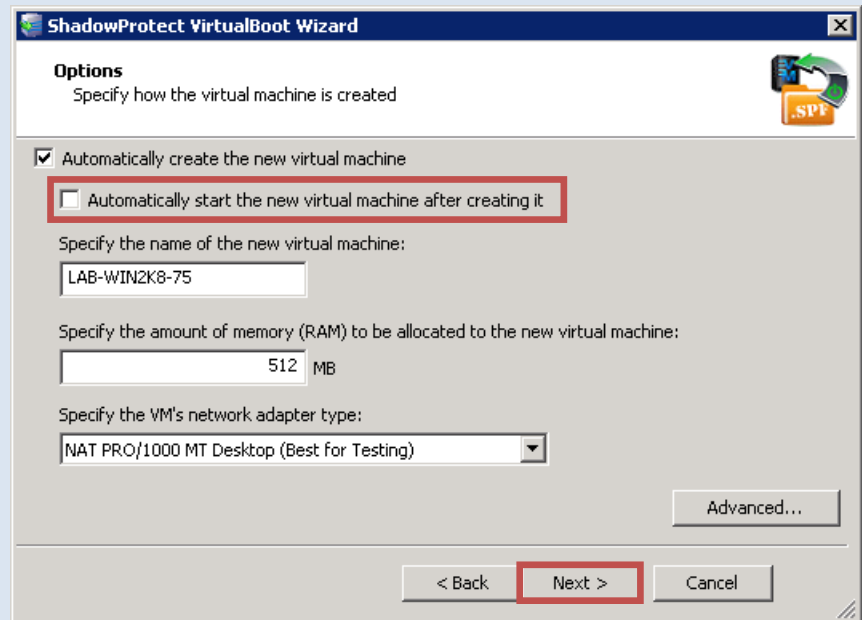 ShadowProtect VirtualBoot Wizard
Options
Specify how the virtual machine is created
.SPF
Automatically create the new virtual machine
Automatically start the new virtual machine after creating it
Specify the name of the new virtual machine:
LAB-WIN2K8-75
Specify the amount of memory (RAM) to be allocated to the new virtual machine:
512 MB
Specify the VM's network adapter type:
NAT PRO/1000 MT Desktop (Best for Testing)
Advanced...
< Back Next > Cancel